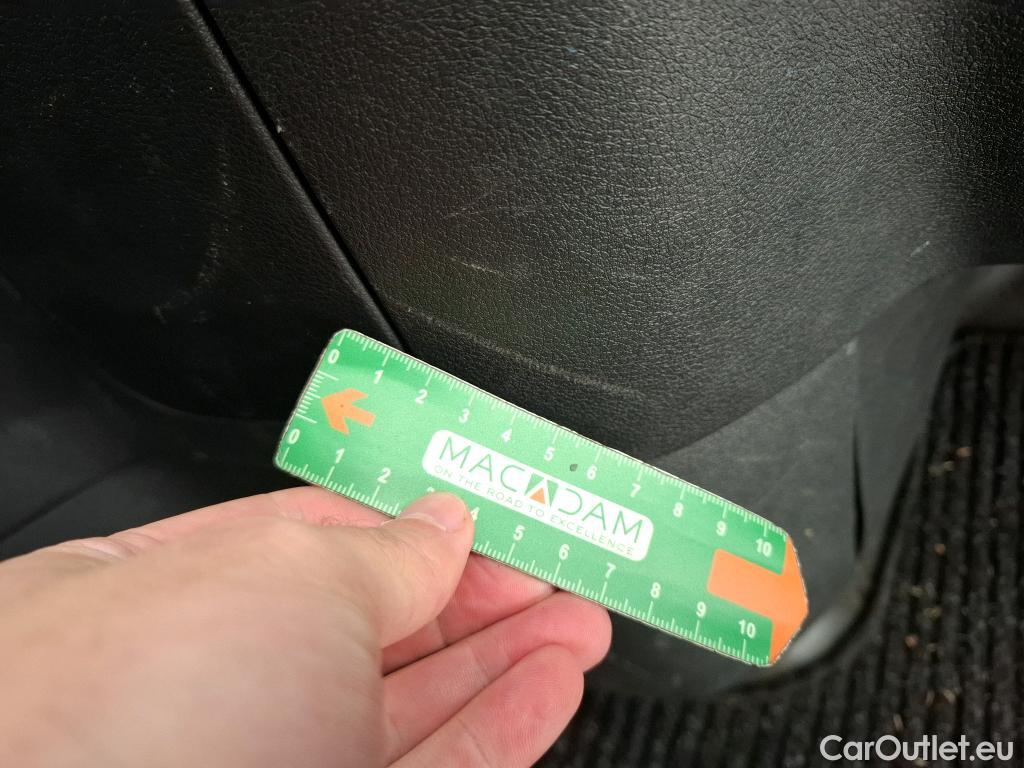 0 1 2 3 4 5 6 7 8 9 10
MACADAM
ON THE ROAD TO EXCELLENCE
0 1 2 3 4 5 6 7 8 9 10
CarOutlet.eu